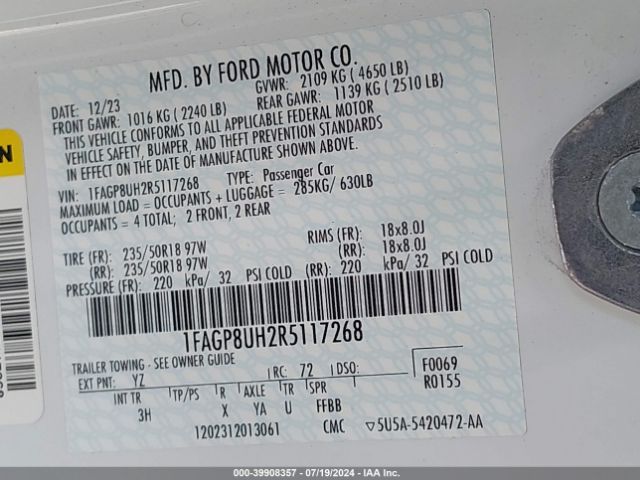 MFD. BY FORD MOTOR CO.
DATE: 12/23 GVWR: 2109 KG ( 4650 LB)
FRONT GAWR: 1016 KG ( 2240 LB) REAR GAWR: 1139 KG ( 2510 LB)
THIS VEHICLE CONFORMS TO ALL APPLICABLE FEDERAL MOTOR
VEHICLE SAFETY, BUMPER, AND THEFT PREVENTION STANDARDS
IN EFFECT ON THE DATE OF MANUFACTURE SHOWN ABOVE.
VIN: 1FAGP8UH2R5117268 TYPE: Passenger Car
MAXIMUM LOAD = OCCUPANTS + LUGGAGE = 285KG/ 630LB
OCCUPANTS = 4 TOTAL; 2 FRONT, 2 REAR
TIRE (FR): 235/50R18 97W RIMS (FR): 18x8.0J
(RR): 235/50R18 97W (RR): 18x8.0J
PRESSURE (FR): 220 kPa/ 32 PSI COLD (RR): 220 kPa/ 32 PSI COLD
1FAGP8UH2R5117268
TRAILER TOWING - SEE OWNER GUIDE
EXT PNT: YZ RC: 72 DSO: F0069
R0155
INT TR TP/PS R AXLE TR SPR
3H X YA U FFBB
1202312013061 CMC 5U5A-5420472-AA
000-39908357 - 07/19/2024 - IAA Inc.